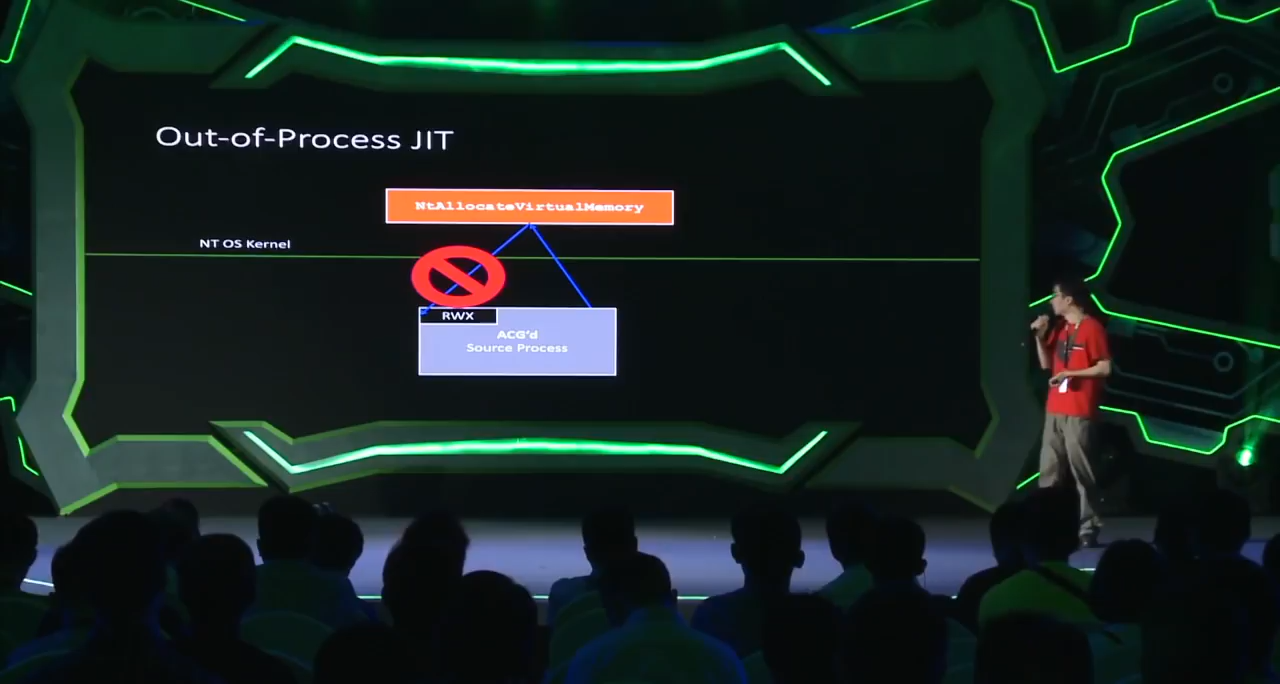 Out-of-Process JIT
NtAllocateVirtualMemory
NT OS Kernel
RWX
ACG'd
Source Process